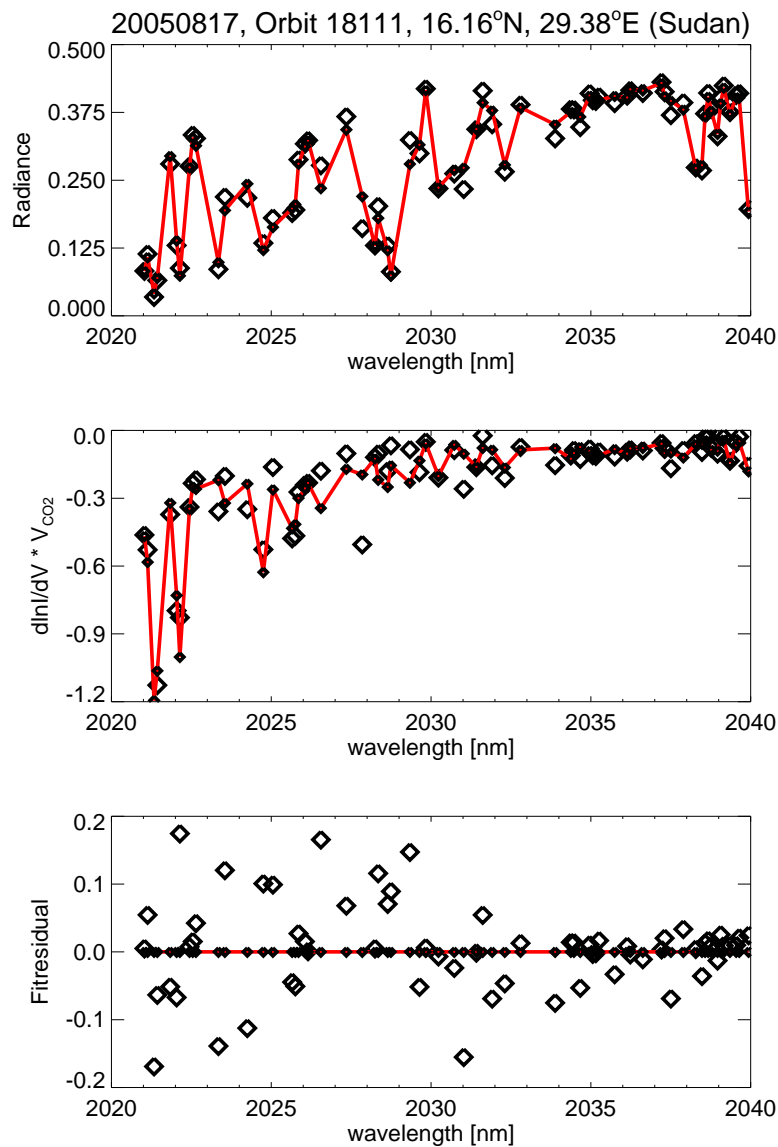 20050817, Orbit 18111, 16.16°N, 29.38°E (Sudan)
0.500
0.375
0.250
0.125
0.000
Radiance
2020 2025 2030 2035 2040
wavelength [nm]
0.0
-0.3
-0.6
-0.9
-1.2
dlnI/dV * V_CO2
2020 2025 2030 2035 2040
wavelength [nm]
0.2
0.1
0.0
-0.1
-0.2
Fitresidual
2020 2025 2030 2035 2040
wavelength [nm]